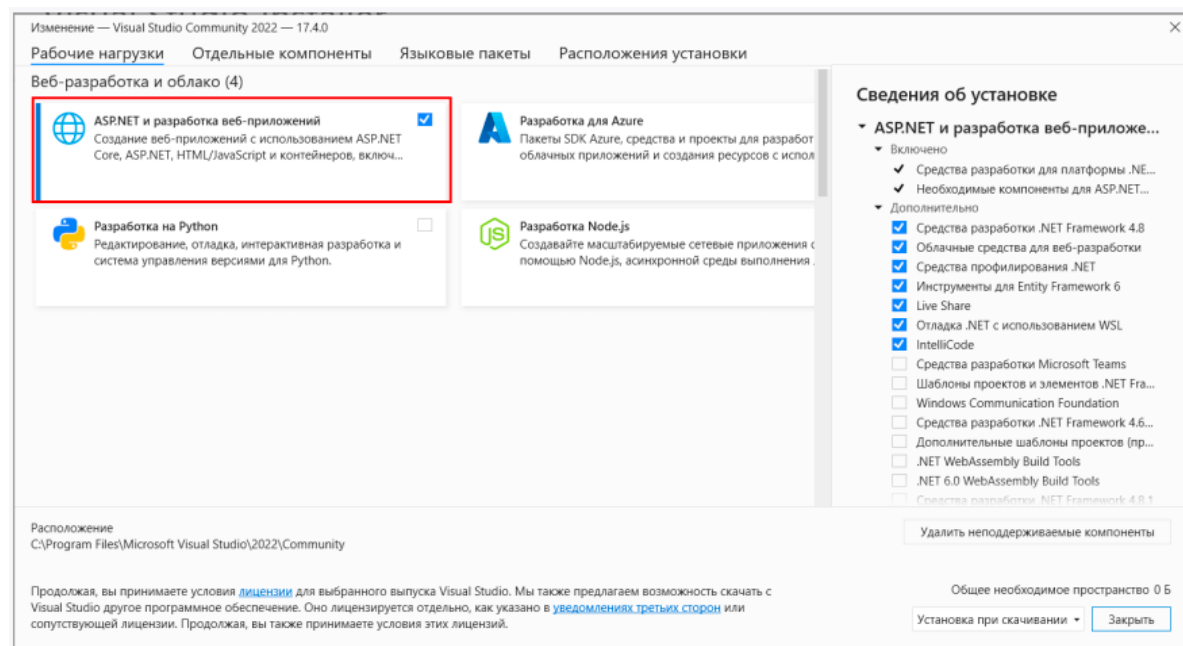 Изменение — Visual Studio Community 2022 — 17.4.0
Рабочие нагрузки Отдельные компоненты Языковые пакеты Расположения установки
Веб-разработка и облако (4)
ASP.NET и разработка веб-приложений
Создание веб-приложений с использованием ASP.NET
Core, ASP.NET, HTML/JavaScript и контейнеров, включ...
Разработка для Azure
Пакеты SDK Azure, средства и проекты для разработ
облачных приложений и создания ресурсов с испол
Разработка на Python
Редактирование, отладка, интерактивная разработка и
система управления версиями для Python.
Разработка Node.js
Создавайте масштабируемые сетевые приложения с
помощью Node.js, асинхронной среды выполнения .
Сведения об установке
ASP.NET и разработка веб-приложе...
Включено
Средства разработки для платформы .NE...
Необходимые компоненты для ASP.NET...
Дополнительно
Средства разработки .NET Framework 4.8
Облачные средства для веб-разработки
Средства профилирования .NET
Инструменты для Entity Framework 6
Live Share
Отладка .NET с использованием WSL
IntelliCode
Средства разработки Microsoft Teams
Шаблоны проектов и элементов .NET Fra...
Windows Communication Foundation
Средства разработки .NET Framework 4.6...
Дополнительные шаблоны проектов (пр...
.NET WebAssembly Build Tools
.NET 6.0 WebAssembly Build Tools
Средства разработки .NET Framework 4.8.1
Расположение
C:\Program Files\Microsoft Visual Studio\2022\Community
Удалить неподдерживаемые компоненты
Продолжая, вы принимаете условия лицензии для выбранного выпуска Visual Studio. Мы также предлагаем возможность скачать с
Visual Studio другое программное обеспечение. Оно лицензируется отдельно, как указано в уведомлениях третьих сторон или
сопутствующей лицензии. Продолжая, вы также принимаете условия этих лицензий.
Общее необходимое пространство 0 Б
Установка при скачивании Закрыть